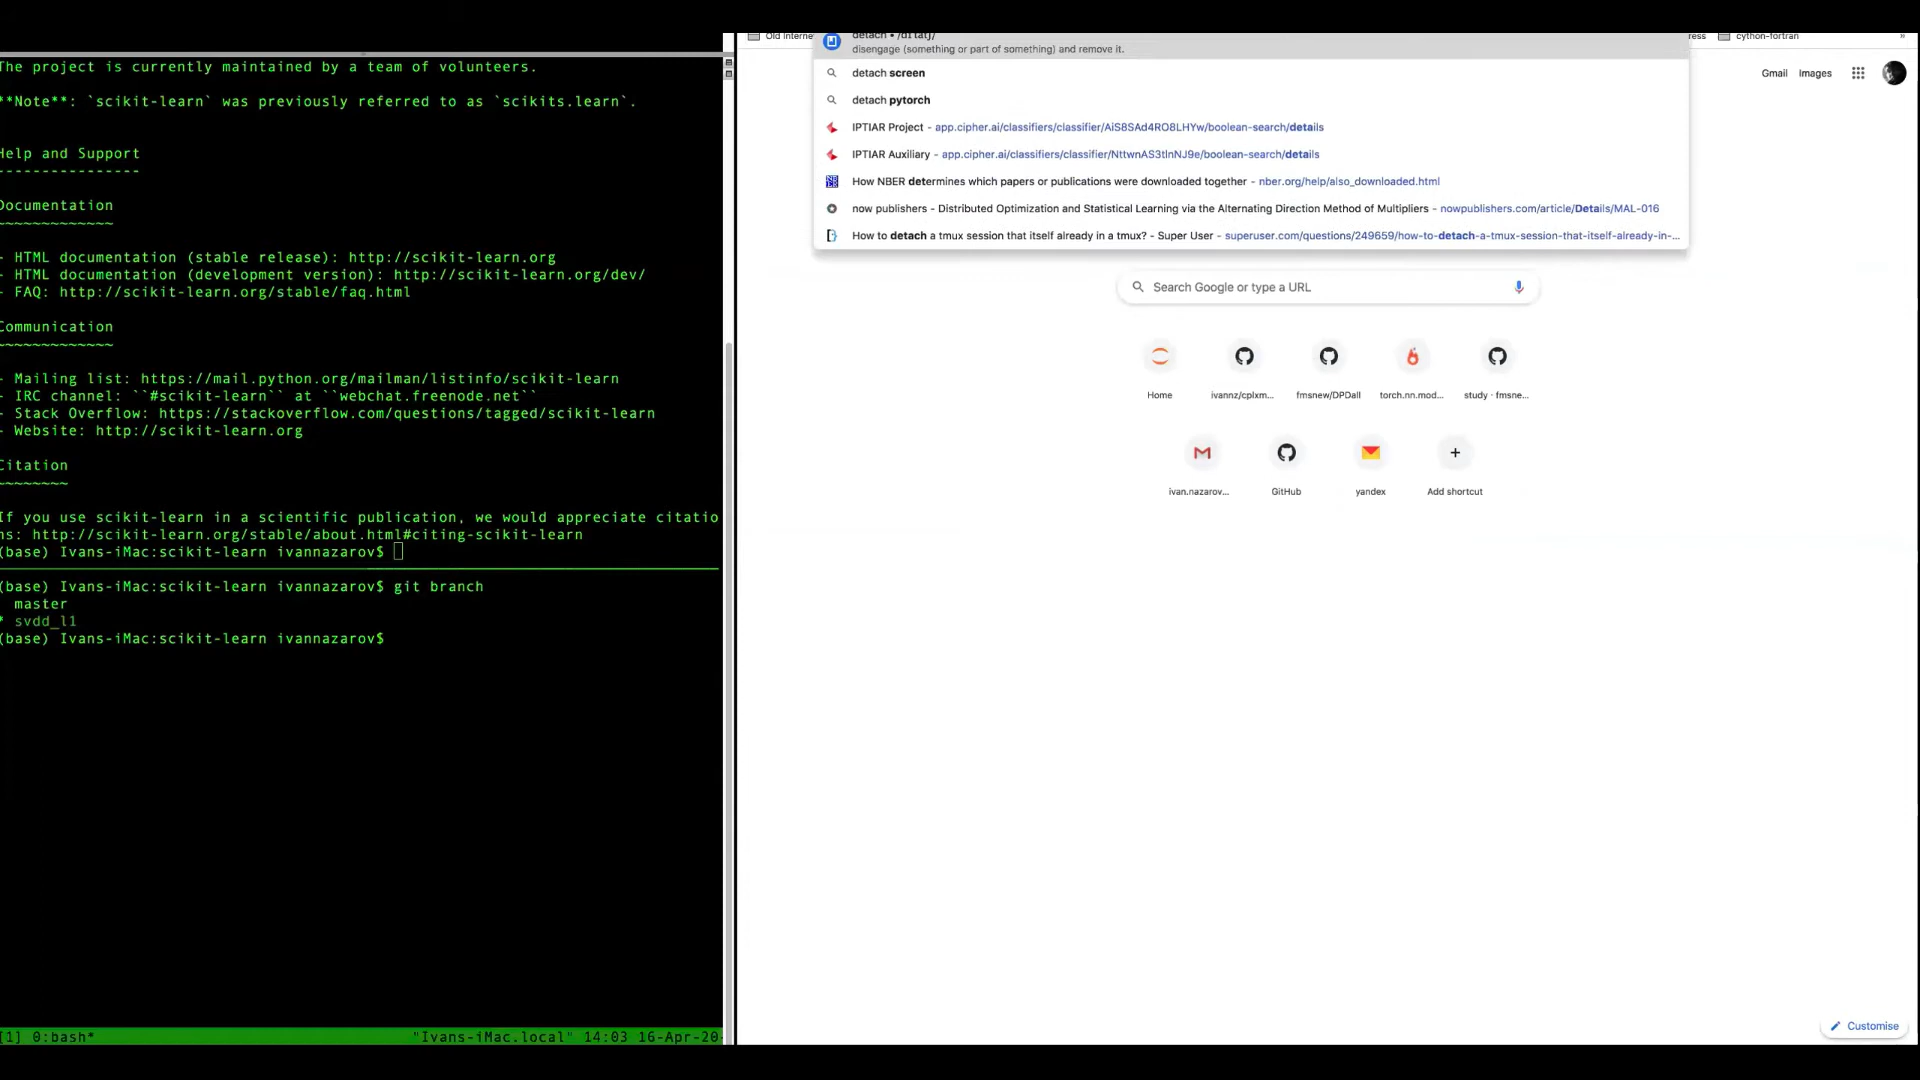 The project is currently maintained by a team of volunteers.
**Note**: `scikit-learn` was previously referred to as `scikits.learn`.
Help and Support
----------------
Documentation
~~~~~~~~~~~~~
- HTML documentation (stable release): http://scikit-learn.org
- HTML documentation (development version): http://scikit-learn.org/dev/
- FAQ: http://scikit-learn.org/stable/faq.html
Communication
~~~~~~~~~~~~~
- Mailing list: https://mail.python.org/mailman/listinfo/scikit-learn
- IRC channel: ``#scikit-learn`` at ``webchat.freenode.net``
- Stack Overflow: https://stackoverflow.com/questions/tagged/scikit-learn
- Website: http://scikit-learn.org
Citation
~~~~~~~~
If you use scikit-learn in a scientific publication, we would appreciate citatio
ns: http://scikit-learn.org/stable/about.html#citing-scikit-learn
(base) Ivans-iMac:scikit-learn ivannazarov$
(base) Ivans-iMac:scikit-learn ivannazarov$ git branch
master
* svdd_l1
(base) Ivans-iMac:scikit-learn ivannazarov$
[1] 0:bash* "Ivans-iMac.local" 14:03 16-Apr-20
Old Interne
ress cython-fortran »
detach •
disengage (something or part of something) and remove it.
detach screen
detach pytorch
IPTIAR Project - app.cipher.ai/classifiers/classifier/AiS8SAd4RO8LHYw/boolean-search/details
IPTIAR Auxiliary - app.cipher.ai/classifiers/classifier/NttwnAS3tlnNJ9e/boolean-search/details
How NBER determines which papers or publications were downloaded together - nber.org/help/also_downloaded.html
now publishers - Distributed Optimization and Statistical Learning via the Alternating Direction Method of Multipliers - nowpublishers.com/article/Details/MAL-016
How to detach a tmux session that itself already in a tmux? - Super User - superuser.com/questions/249659/how-to-detach-a-tmux-session-that-itself-already-in-...
Gmail Images
Search Google or type a URL
Home ivannz/cplxm... fmsnew/DPDall torch.nn.mod... study · fmsne...
ivan.nazarov... GitHub yandex Add shortcut
Customise